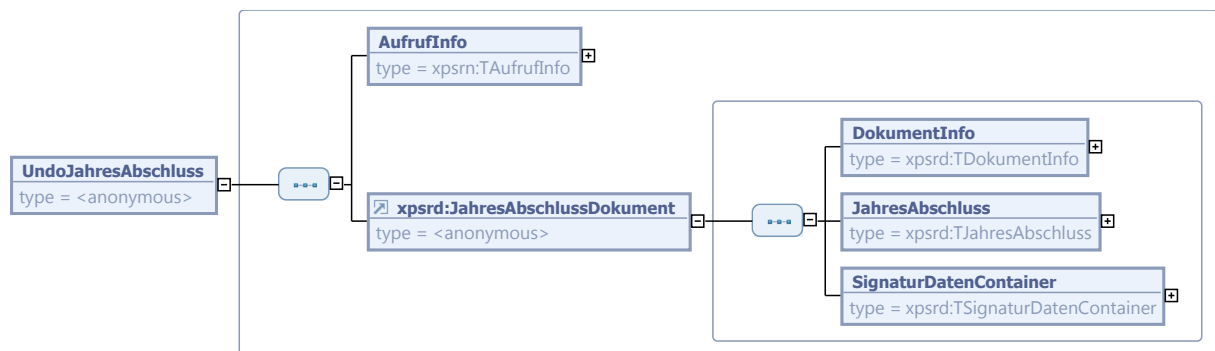 AufrufInfo
type = xpsrn:TAufrufInfo
UndoJahresAbschluss
type = <anonymous>
xpsrd:JahresAbschlussDokument
type = <anonymous>
DokumentInfo
type = xpsrd:TDokumentInfo
JahresAbschluss
type = xpsrd:TJahresAbschluss
SignaturDatenContainer
type = xpsrd:TSignaturDatenContainer